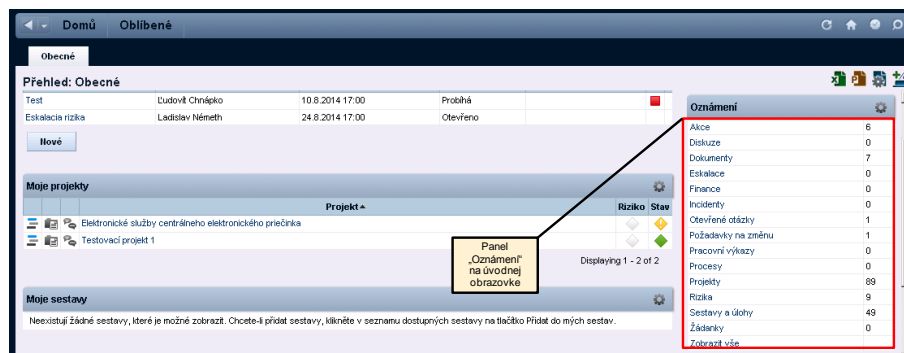 Domů Oblíbené
Obecné
Přehled: Obecné
Test Ľudovít Chnápko 10.8.2014 17:00 Probíhá
Eskalacia rizika Ladislav Németh 24.8.2014 17:00 Otevřeno
Nové
Moje projekty
Projekt Riziko Stav
Elektronické služby centrálneho elektronického priečinka
Testovací projekt 1
Displaying 1 - 2 of 2
Moje sestavy
Neexistují žádné sestavy, které je možné zobrazit. Chcete-li přidat sestavy, klikněte v seznamu dostupných sestavy na tlačítko Přidat do mých sestav.
Panel
„Oznámení“
na úvodnej
obrazovke
Oznámení
Akce 6
Diskuze 0
Dokumenty 7
Eskalace 0
Finance 0
Incidenty 0
Otevřené otázky 1
Požadavky na změnu 1
Pracovní výkazy 0
Procesy 0
Projekty 89
Rizika 9
Sestavy a úlohy 49
Žádanky 0
Zobrazit vše